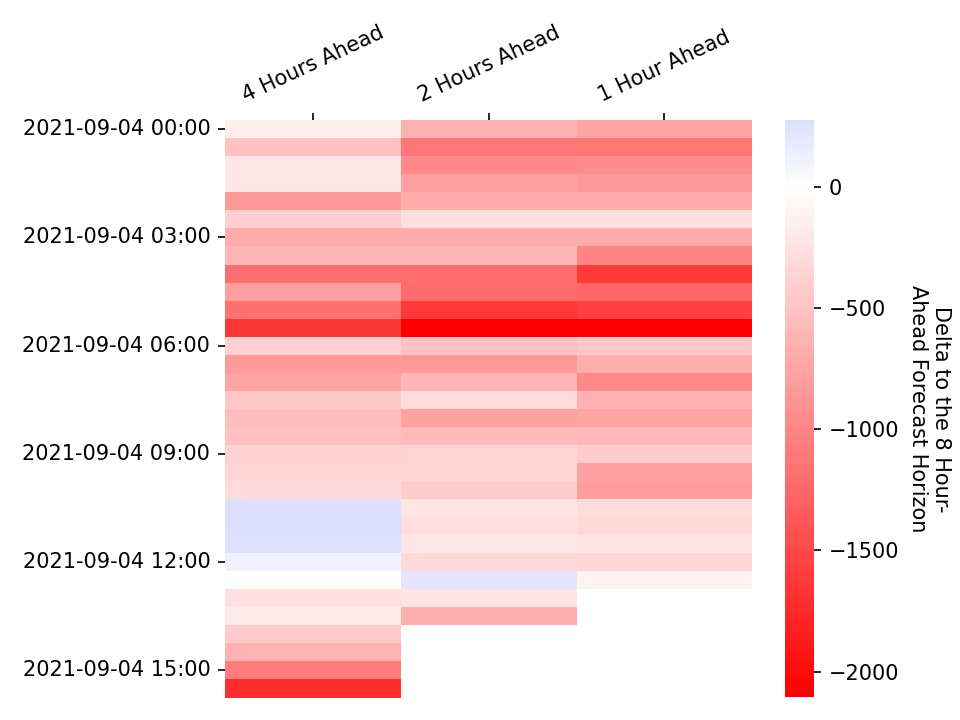 4 Hours Ahead
2 Hours Ahead
1 Hour Ahead
2021-09-04 00:00
2021-09-04 03:00
2021-09-04 06:00
2021-09-04 09:00
2021-09-04 12:00
2021-09-04 15:00
0
−500
−1000
−1500
−2000
Delta to the 8 Hour-
Ahead Forecast Horizon